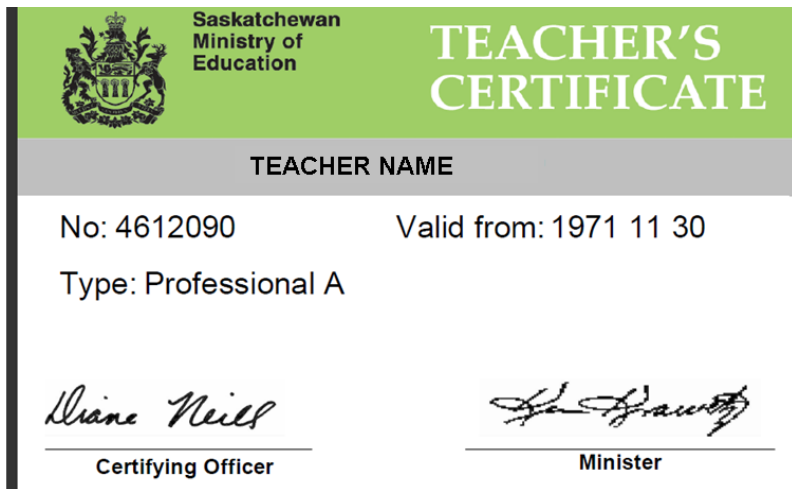 Saskatchewan
Ministry of
Education
TEACHER'S
CERTIFICATE
TEACHER NAME
No: 4612090 Valid from: 1971 11 30
Type: Professional A
Diane Neill
Certifying Officer Minister